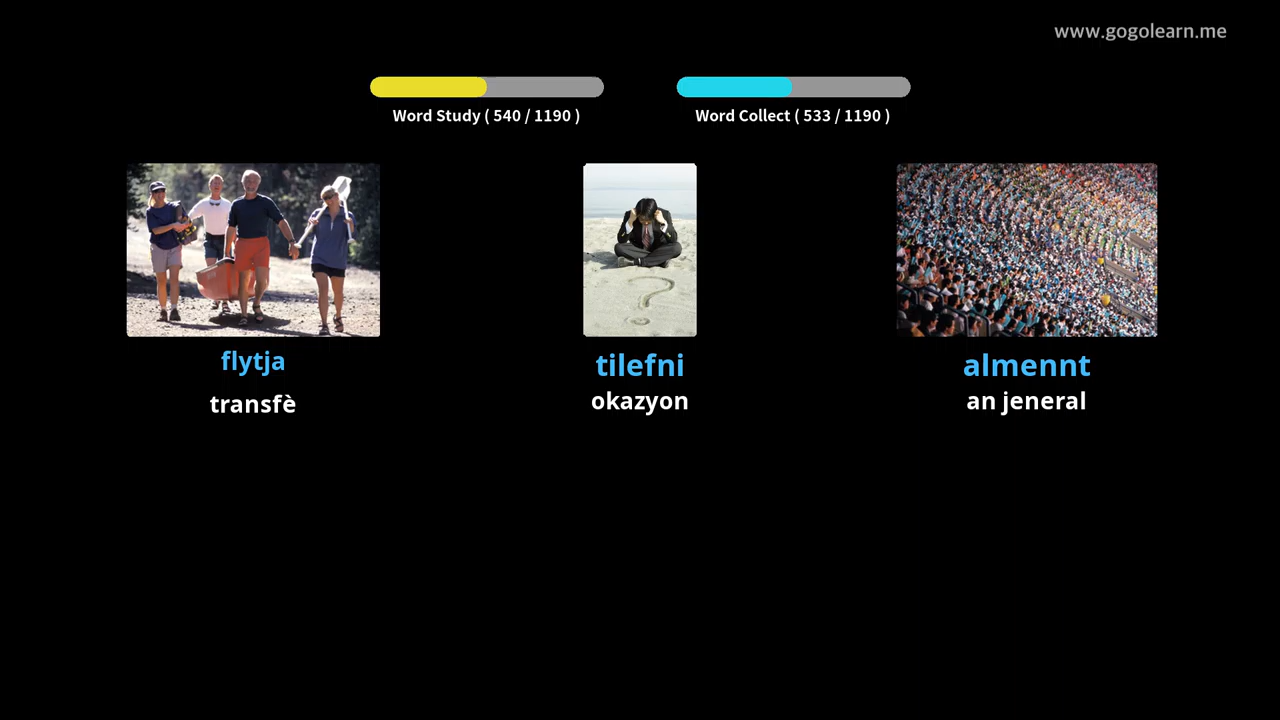 www.gogolearn.me
Word Study ( 540 / 1190 )
Word Collect ( 533 / 1190 )
flytja
transfè
tilefni
okazyon
almennt
an jeneral